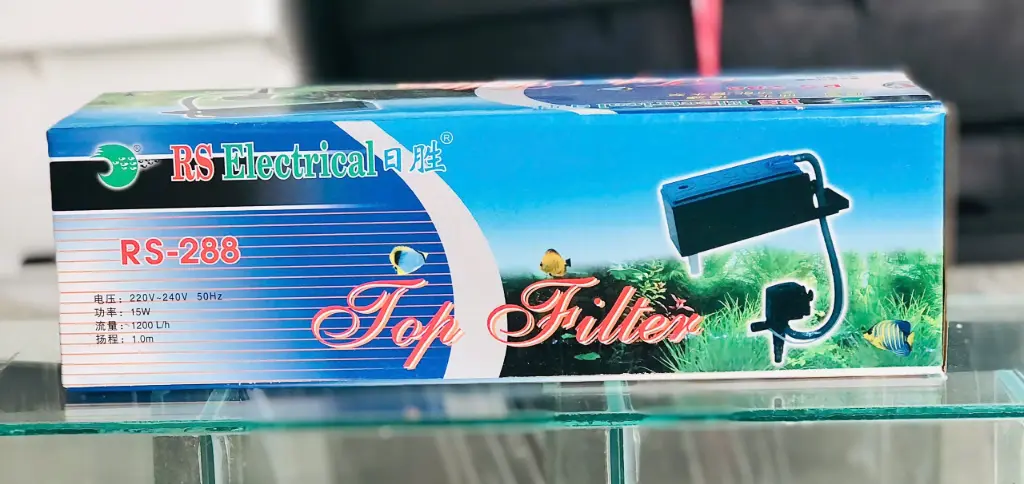 RS Electrical日胜®
RS-288
电压: 220V~240V 50Hz
功率: 15W
流量: 1200 L/h
扬程: 1.0m
Top Filter